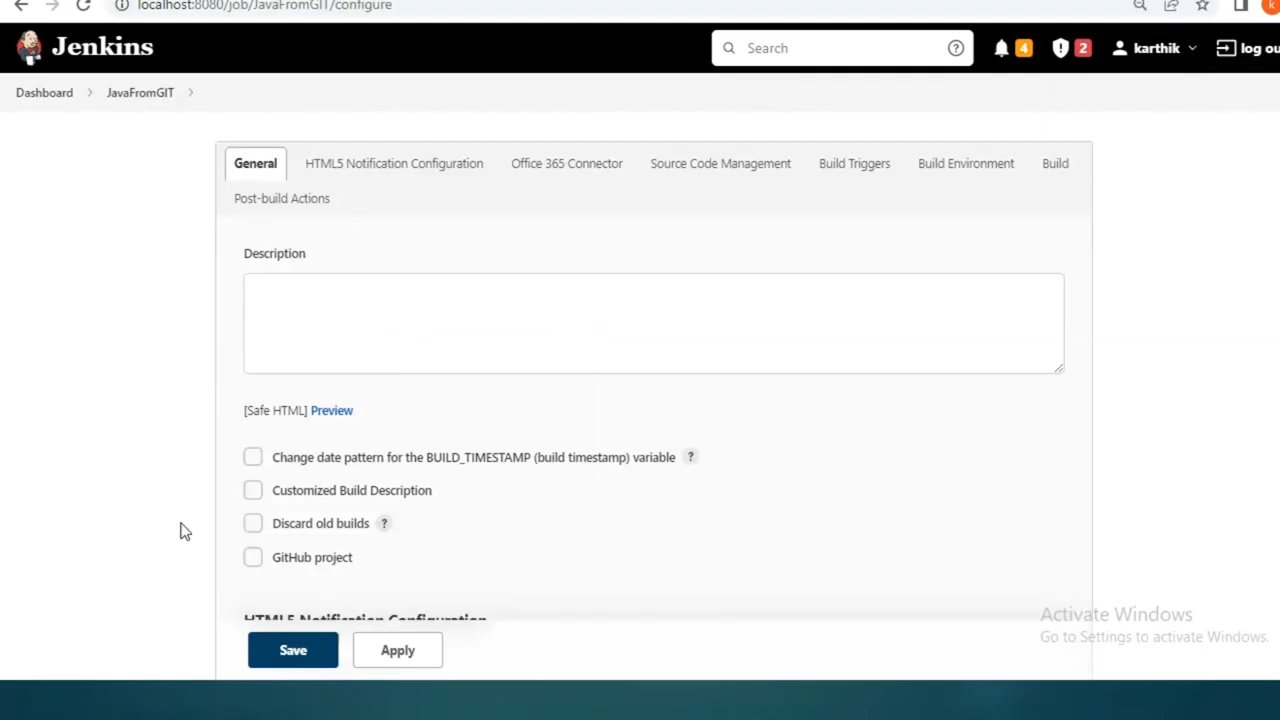 localhost:8080/job/JavaFromGIT/configure
k
Jenkins
Search
?
4
2
karthik
log ou
Dashboard
JavaFromGIT
General
HTML5 Notification Configuration
Office 365 Connector
Source Code Management
Build Triggers
Build Environment
Build
Post-build Actions
Description
[Safe HTML] Preview
Change date pattern for the BUILD_TIMESTAMP (build timestamp) variable ?
Customized Build Description
Discard old builds ?
GitHub project
HTML5 Notification Configuration
Save
Apply
Activate Windows
Go to Settings to activate Windows.